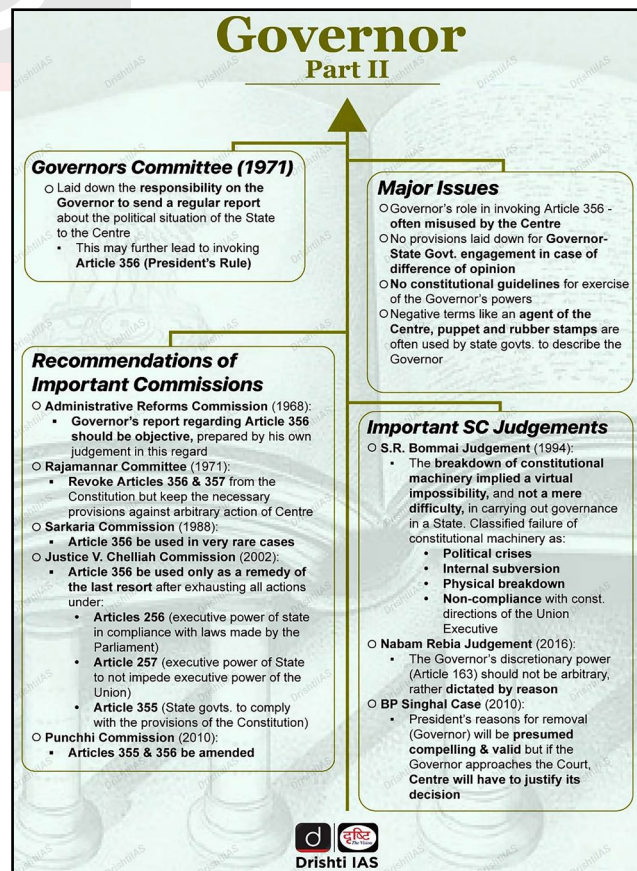 Governor
Part II
Governors Committee (1971)
○ Laid down the responsibility on the
Governor to send a regular report
about the political situation of the State
to the Centre
▪ This may further lead to invoking
Article 356 (President's Rule)
Major Issues
○ Governor's role in invoking Article 356 -
often misused by the Centre
○ No provisions laid down for Governor-
State Govt. engagement in case of
difference of opinion
○ No constitutional guidelines for exercise
of the Governor's powers
○ Negative terms like an agent of the
Centre, puppet and rubber stamps are
often used by state govts. to describe the
Governor
Recommendations of
Important Commissions
○ Administrative Reforms Commission (1968):
▪ Governor's report regarding Article 356
should be objective, prepared by his own
judgement in this regard
○ Rajamannar Committee (1971):
▪ Revoke Articles 356 & 357 from the
Constitution but keep the necessary
provisions against arbitrary action of Centre
○ Sarkaria Commission (1988):
▪ Article 356 be used in very rare cases
○ Justice V. Chelliah Commission (2002):
▪ Article 356 be used only as a remedy of
the last resort after exhausting all actions
under:
• Articles 256 (executive power of state
in compliance with laws made by the
Parliament)
• Article 257 (executive power of State
to not impede executive power of the
Union)
• Article 355 (State govts. to comply
with the provisions of the Constitution)
○ Punchhi Commission (2010):
▪ Articles 355 & 356 be amended
Important SC Judgements
○ S.R. Bommai Judgement (1994):
▪ The breakdown of constitutional
machinery implied a virtual
impossibility, and not a mere
difficulty, in carrying out governance
in a State. Classified failure of
constitutional machinery as:
• Political crises
• Internal subversion
• Physical breakdown
• Non-compliance with const.
directions of the Union
Executive
○ Nabam Rebia Judgement (2016):
▪ The Governor's discretionary power
(Article 163) should not be arbitrary,
rather dictated by reason
○ BP Singhal Case (2010):
▪ President's reasons for removal
(Governor) will be presumed
compelling & valid but if the
Governor approaches the Court,
Centre will have to justify its
decision
d
दृष्टि
The Vision
Drishti IAS